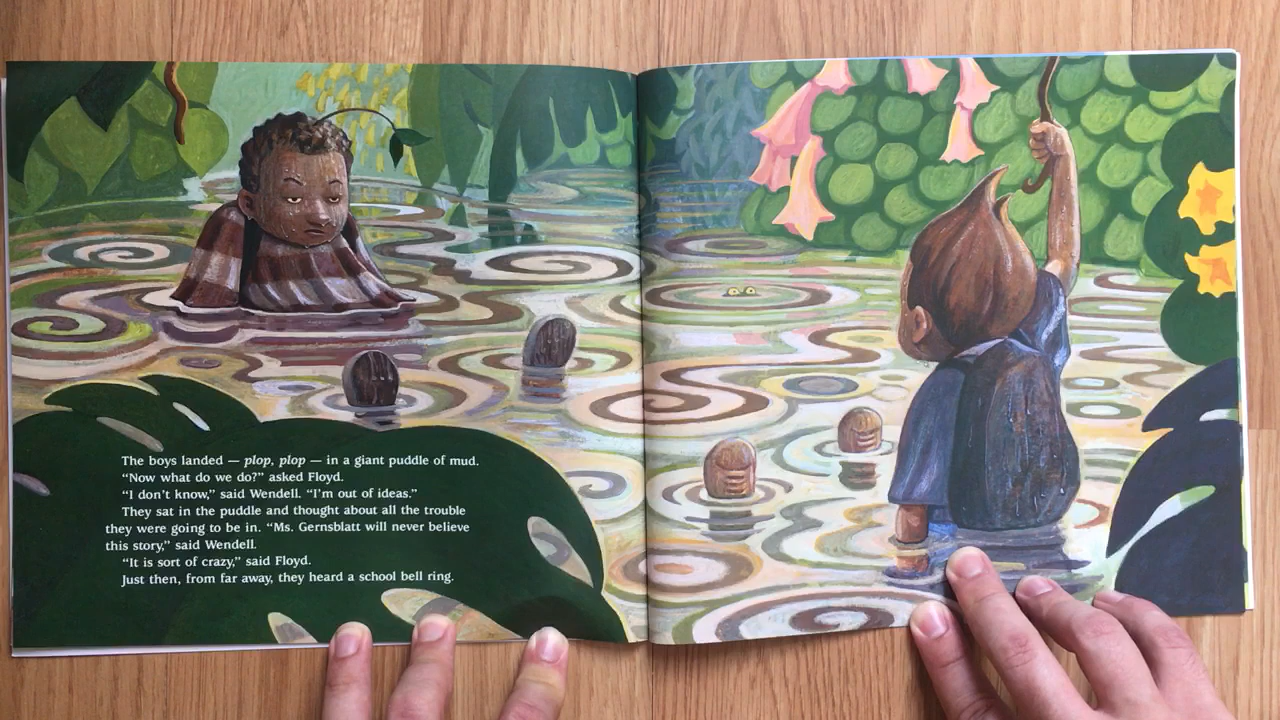 The boys landed — plop, plop — in a giant puddle of mud.
"Now what do we do?" asked Floyd.
"I don't know," said Wendell. "I'm out of ideas."
They sat in the puddle and thought about all the trouble
they were going to be in. "Ms. Gernsblatt will never believe
this story," said Wendell.
"It is sort of crazy," said Floyd.
Just then, from far away, they heard a school bell ring.